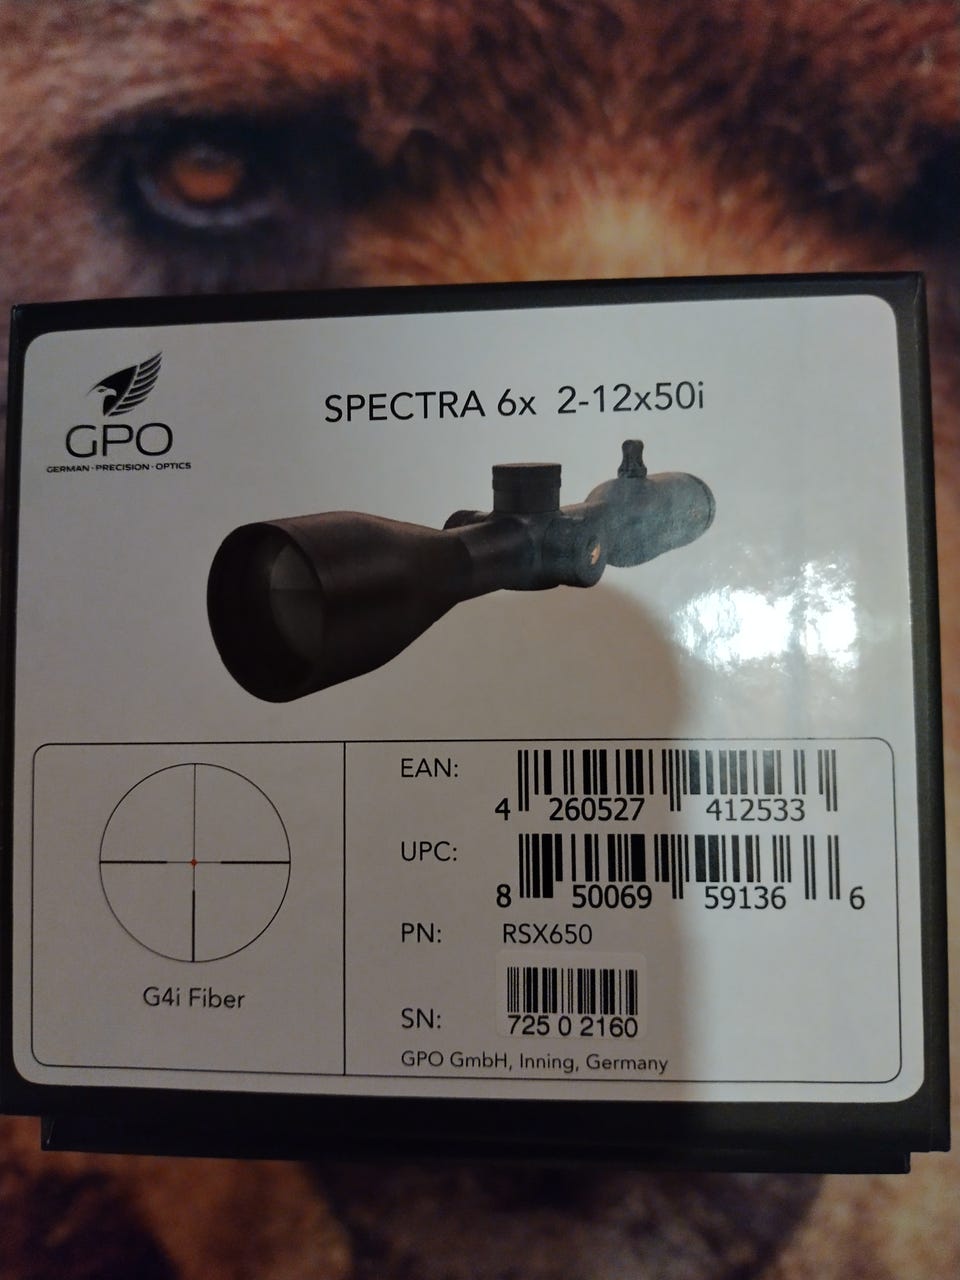 GPO
GERMAN·PRECISION·OPTICS
SPECTRA 6x 2-12x50i
G4i Fiber
EAN:
4 260527 412533
UPC:
8 50069 59136 6
PN: RSX650
SN: 725 0 2160
GPO GmbH, Inning, Germany